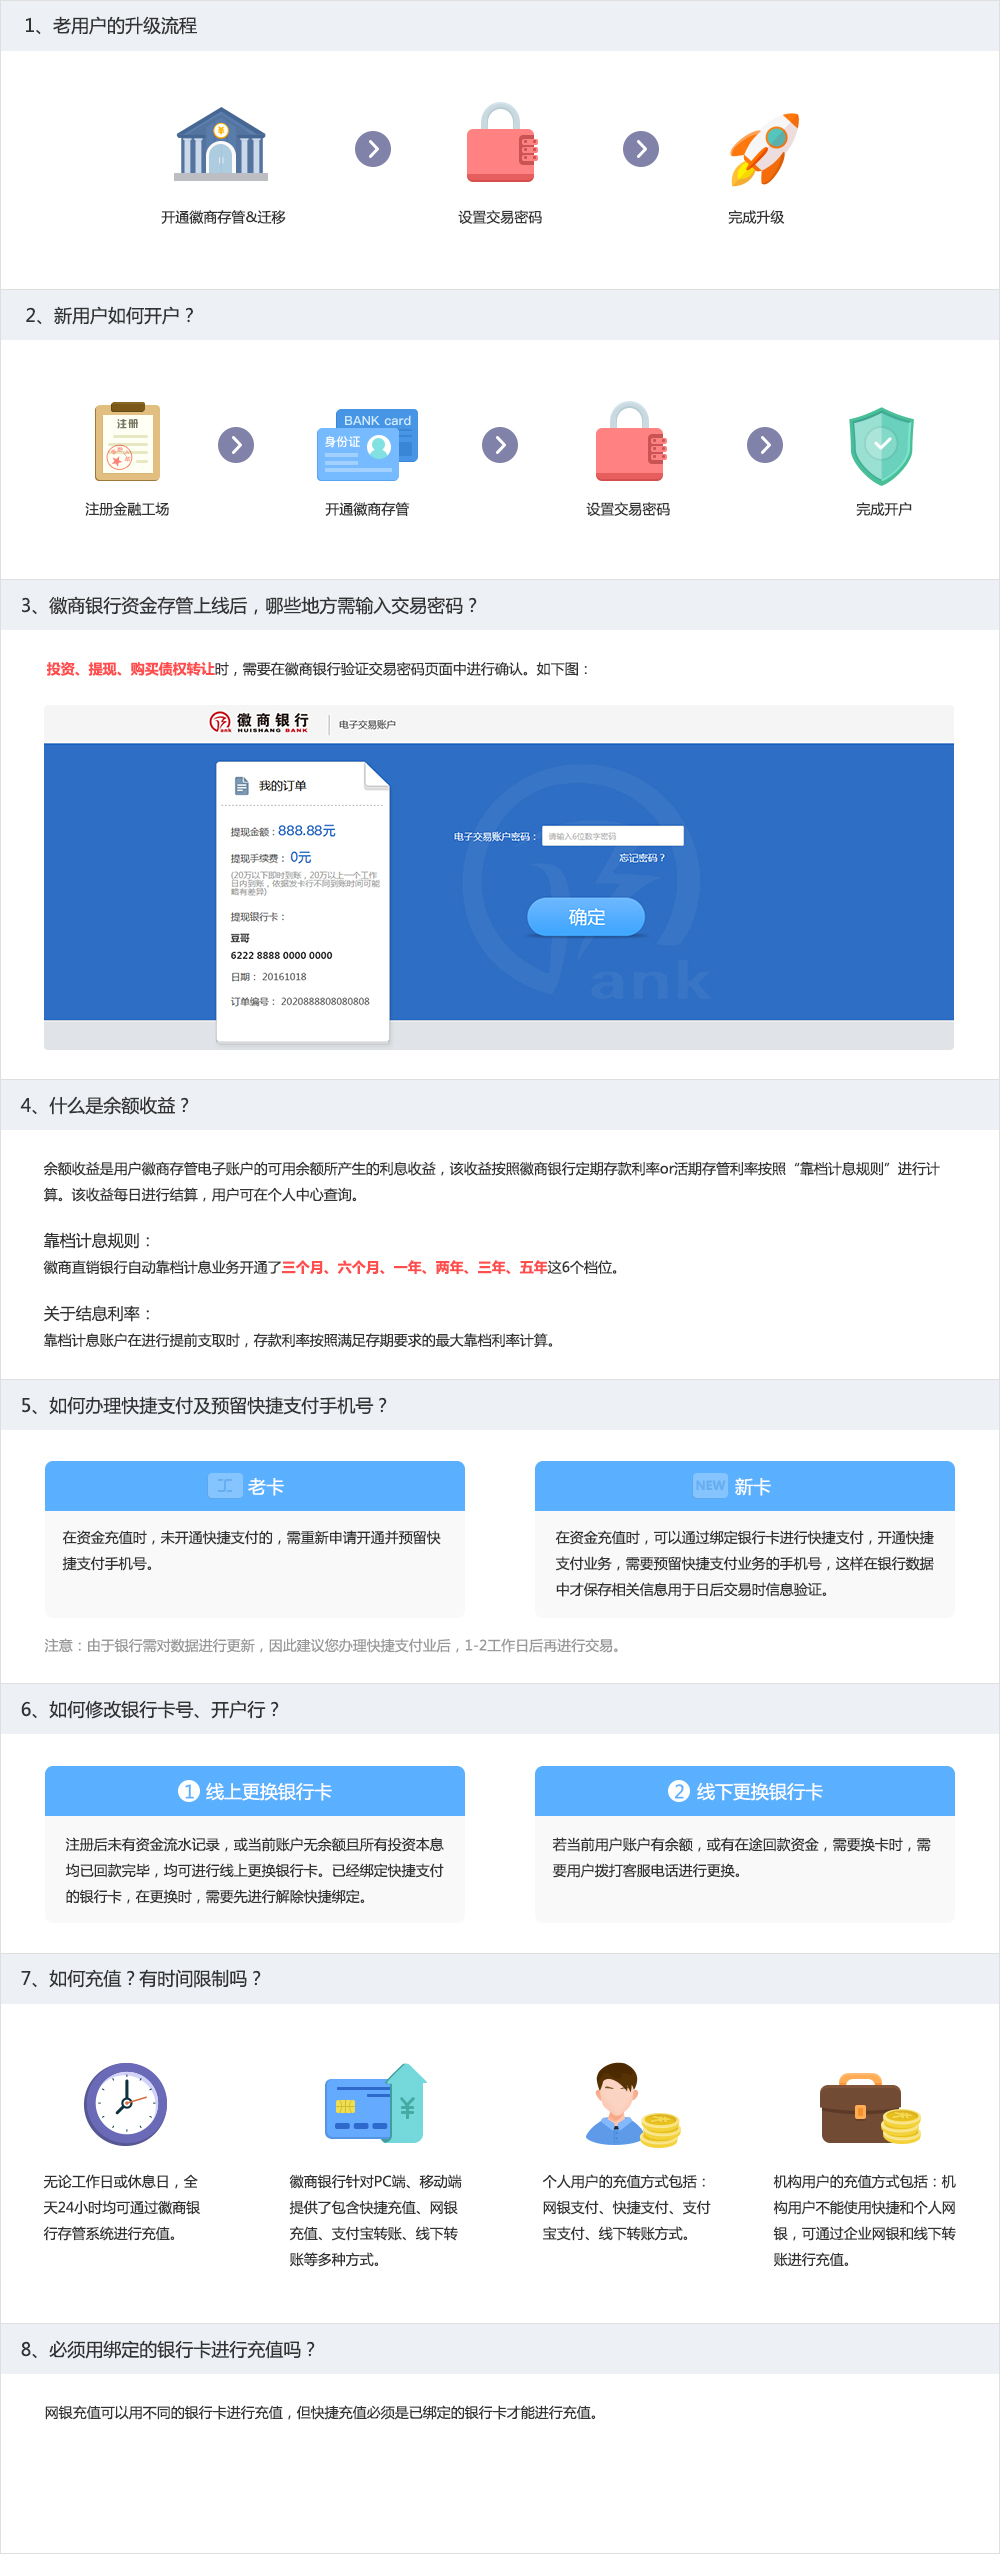 1、老用户的升级流程
开通徽商存管&迁移
设置交易密码
完成升级
2、新用户如何开户？
注册
BANK card
身份证
注册金融工场
开通徽商存管
设置交易密码
完成开户
3、徽商银行资金存管上线后，哪些地方需输入交易密码？
投资、提现、购买债权转让时，需要在徽商银行验证交易密码页面中进行确认。如下图：
徽商银行
HUISHANG BANK
电子交易账户
我的订单
提现金额：888.88元
提现手续费：0元
(20万以下即时到账，20万以上一个工作
日内到账，依据发卡行不同到账时间可能
略有差异)
提现银行卡：
豆哥
6222 8888 0000 0000
日期： 20161018
订单编号： 2020888808080808
电子交易账户密码：
请输入6位数字密码
忘记密码？
确定
ank
4、什么是余额收益？
余额收益是用户徽商存管电子账户的可用余额所产生的利息收益，该收益按照徽商银行定期存款利率or活期存管利率按照“靠档计息规则”进行计
算。该收益每日进行结算，用户可在个人中心查询。
靠档计息规则：
徽商直销银行自动靠档计息业务开通了三个月、六个月、一年、两年、三年、五年这6个档位。
关于结息利率：
靠档计息账户在进行提前支取时，存款利率按照满足存期要求的最大靠档利率计算。
5、如何办理快捷支付及预留快捷支付手机号？
工 老卡
在资金充值时，未开通快捷支付的，需重新申请开通并预留快
捷支付手机号。
NEW 新卡
在资金充值时，可以通过绑定银行卡进行快捷支付，开通快捷
支付业务，需要预留快捷支付业务的手机号，这样在银行数据
中才保存相关信息用于日后交易时信息验证。
注意：由于银行需对数据进行更新，因此建议您办理快捷支付业后，1-2工作日后再进行交易。
6、如何修改银行卡号、开户行？
1 线上更换银行卡
注册后未有资金流水记录，或当前账户无余额且所有投资本息
均已回款完毕，均可进行线上更换银行卡。已经绑定快捷支付
的银行卡，在更换时，需要先进行解除快捷绑定。
2 线下更换银行卡
若当前用户账户有余额，或有在途回款资金，需要换卡时，需
要用户拨打客服电话进行更换。
7、如何充值？有时间限制吗？
无论工作日或休息日，全
天24小时均可通过徽商银
行存管系统进行充值。
徽商银行针对PC端、移动端
提供了包含快捷充值、网银
充值、支付宝转账、线下转
账等多种方式。
个人用户的充值方式包括：
网银支付、快捷支付、支付
宝支付、线下转账方式。
机构用户的充值方式包括：机
构用户不能使用快捷和个人网
银，可通过企业网银和线下转
账进行充值。
8、必须用绑定的银行卡进行充值吗？
网银充值可以用不同的银行卡进行充值，但快捷充值必须是已绑定的银行卡才能进行充值。